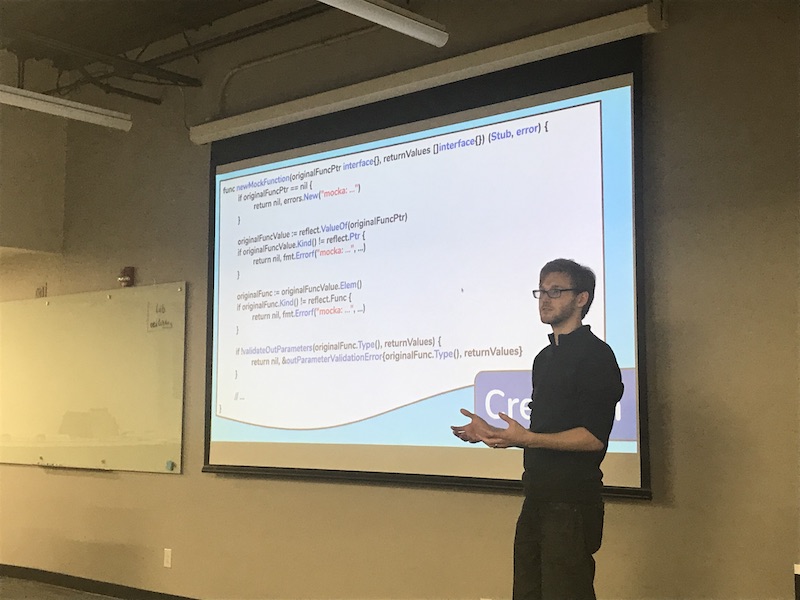 func newMockFunction(originalFuncPtr interface{}, returnValues []interface{}) (Stub, error) {
if originalFuncPtr == nil {
return nil, errors.New("mocka: ...")
}
originalFuncValue := reflect.ValueOf(originalFuncPtr)
if originalFuncValue.Kind() != reflect.Ptr {
return nil, fmt.Errorf("mocka: ...", ...)
}
originalFunc := originalFuncValue.Elem()
if originalFunc.Kind() != reflect.Func {
return nil, fmt.Errorf("mocka: ...", ...)
}
if !validateOutParameters(originalFunc.Type(), returnValues) {
return nil, &outParameterValidationError{originalFunc.Type(), returnValues}
}
// ...
}